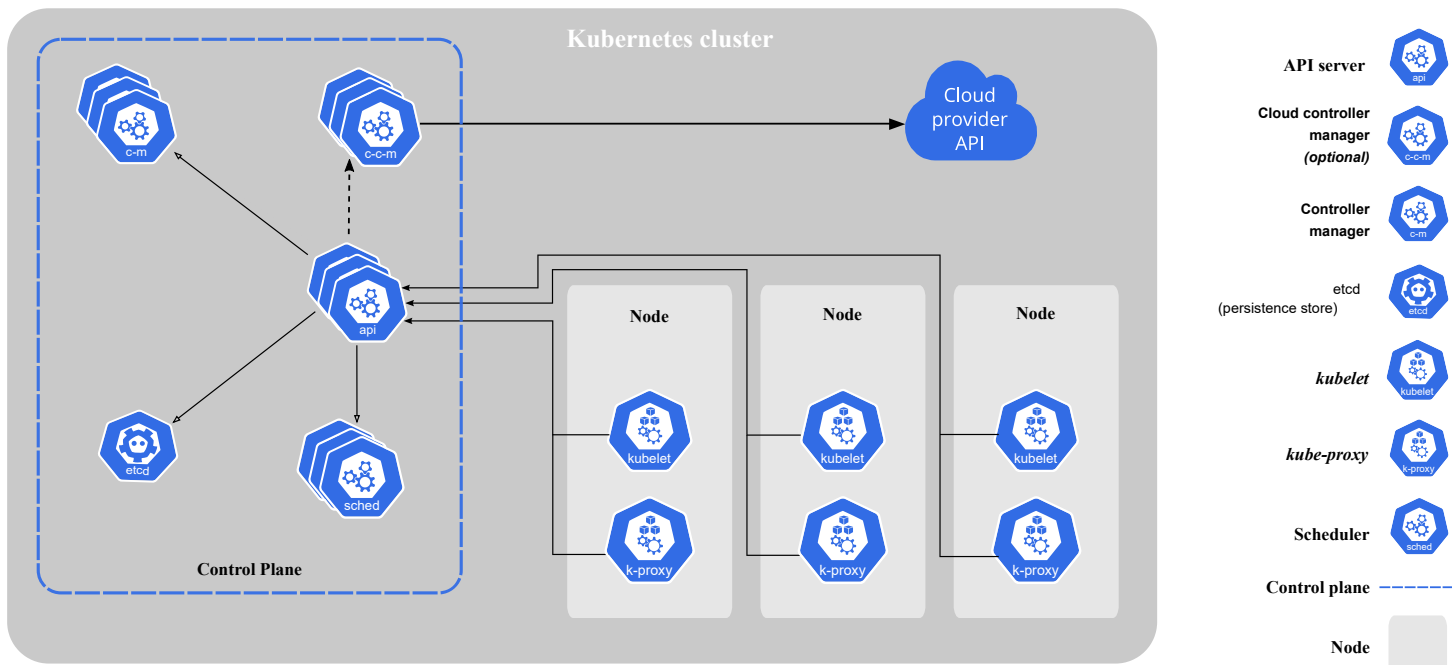 Kubernetes cluster
c-m
c-c-m
Cloud
provider
API
api
etcd
sched
Control Plane
Node
kubelet
k-proxy
Node
kubelet
k-proxy
Node
kubelet
k-proxy
API server
api
Cloud controller
manager
(optional)
c-c-m
Controller
manager
c-m
etcd
(persistence store)
etcd
kubelet
kubelet
kube-proxy
k-proxy
Scheduler
sched
Control plane
Node